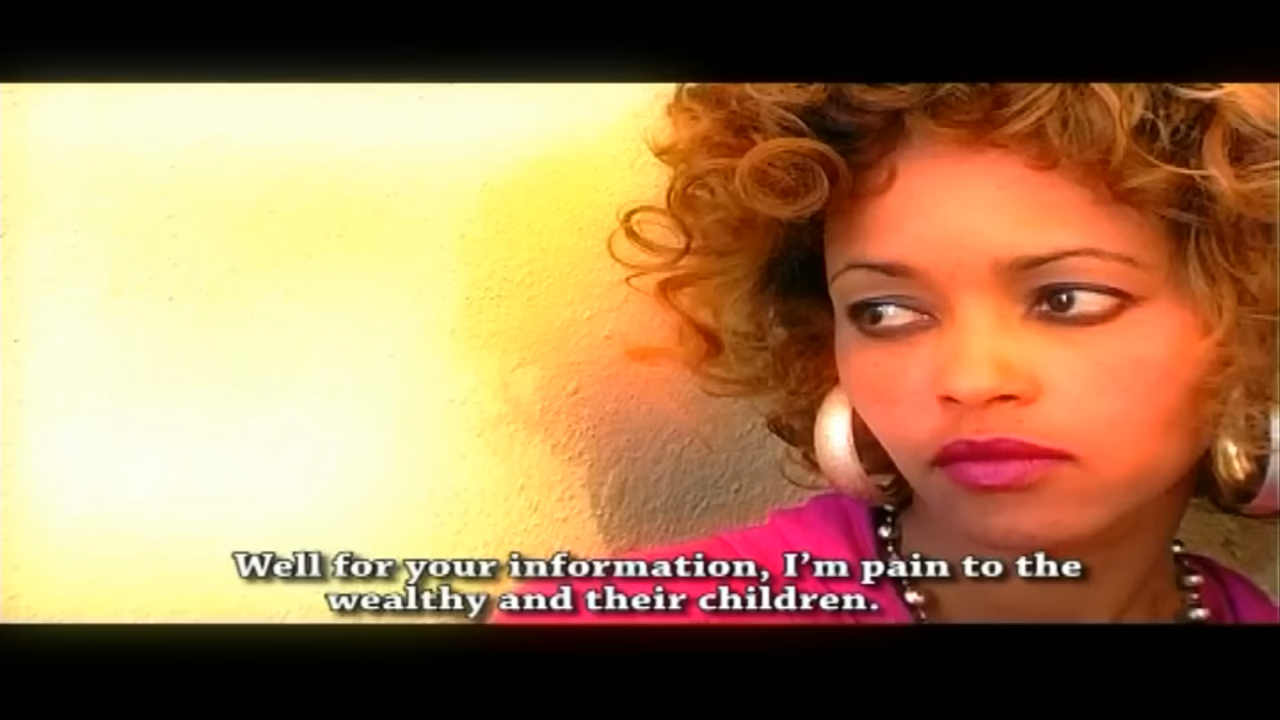 Well for your information, I'm pain to the
wealthy and their children.